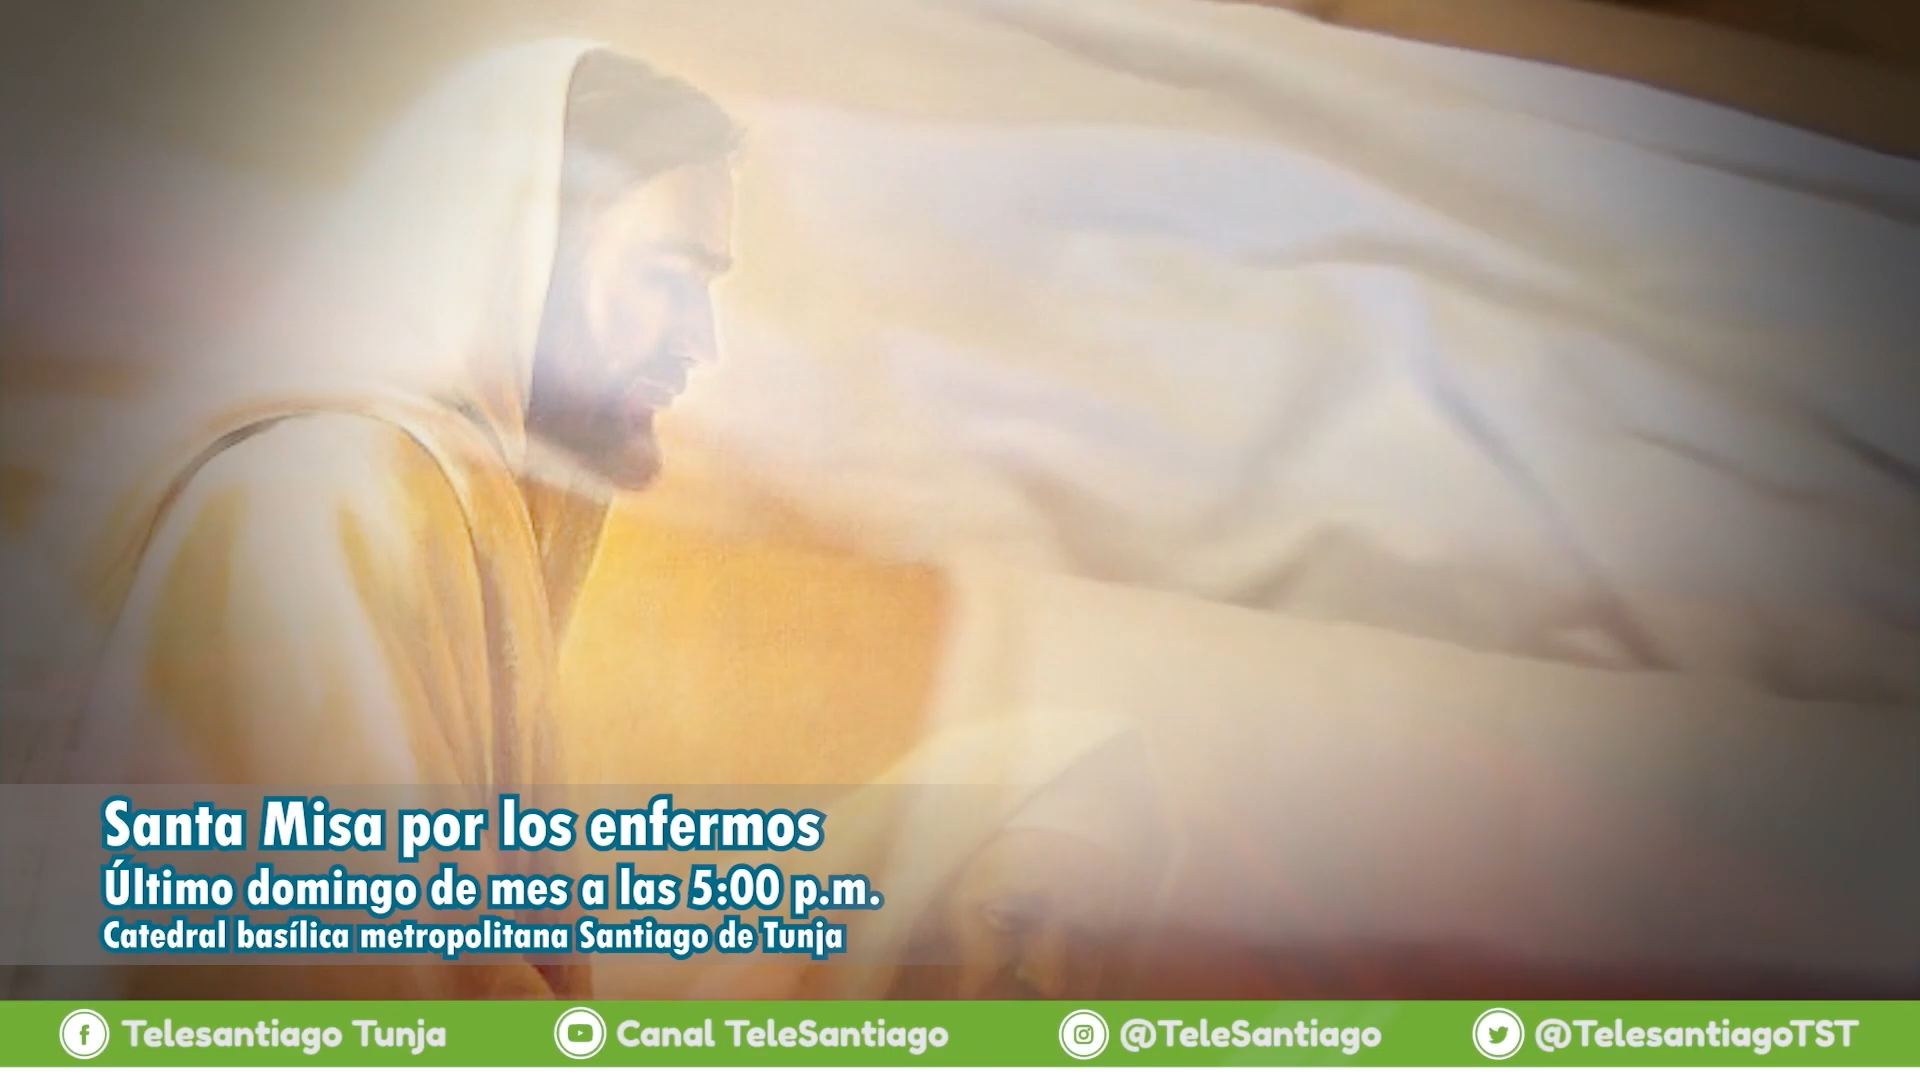 Santa Misa por los enfermos
Último domingo de mes a las 5:00 p.m.
Catedral basílica metropolitana Santiago de Tunja
Telesantiago Tunja Canal TeleSantiago @TeleSantiago @TelesantiagoTST